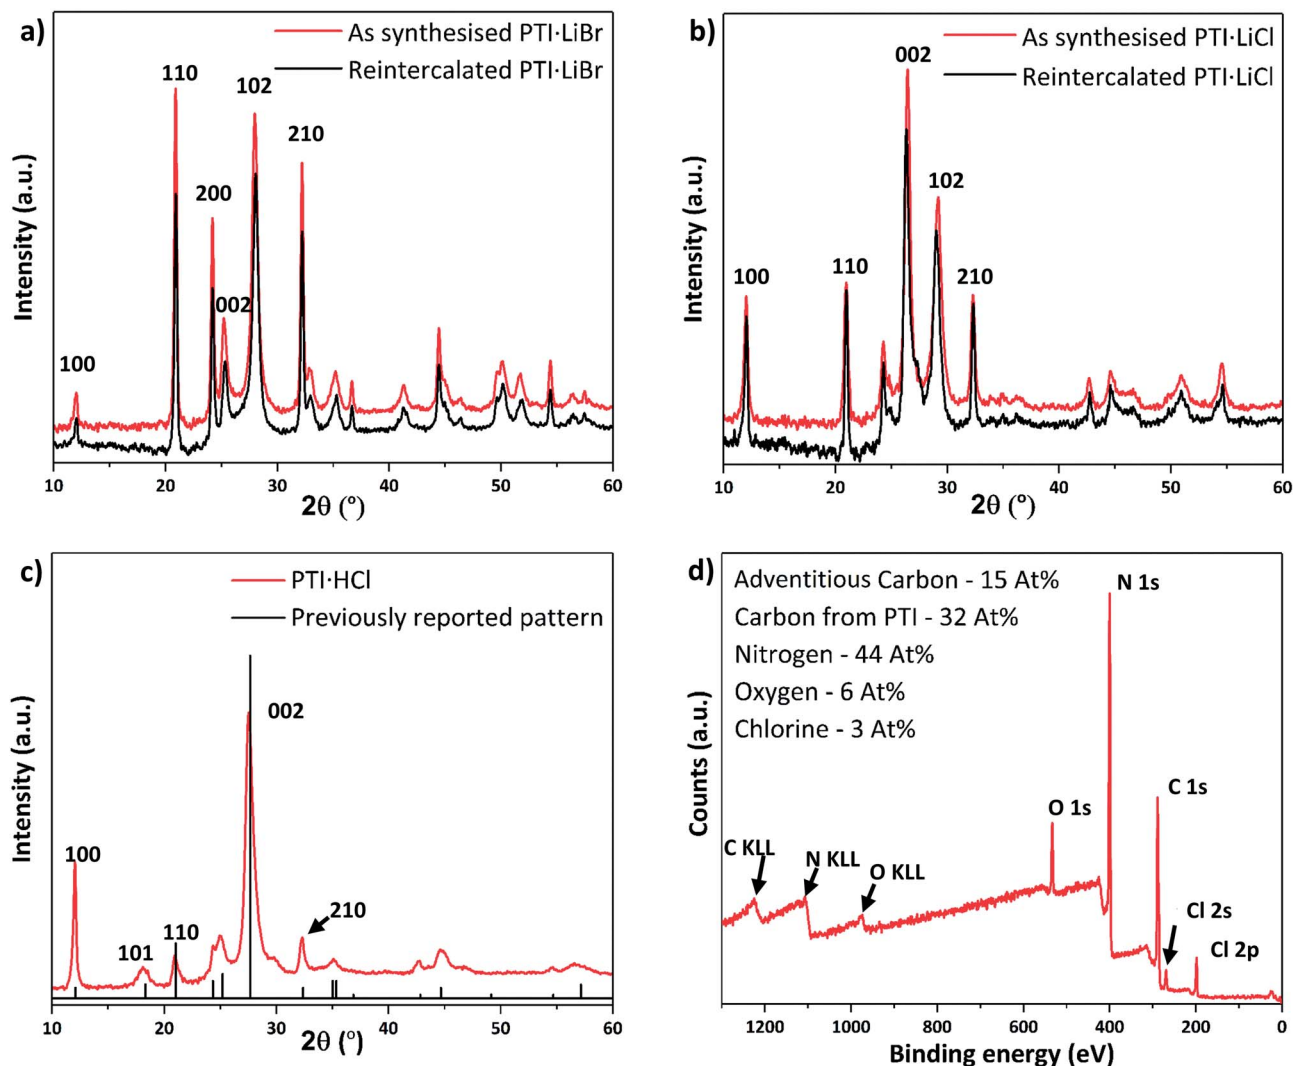 a)
As synthesised PTI·LiBr
Reintercalated PTI·LiBr
110
102
210
200
002
100
Intensity (a.u.)
10 20 30 40 50 60
2θ (°)
b)
As synthesised PTI·LiCl
Reintercalated PTI·LiCl
002
102
100
110
210
Intensity (a.u.)
10 20 30 40 50 60
2θ (°)
c)
PTI·HCl
Previously reported pattern
002
100
101
110
210
Intensity (a.u.)
10 20 30 40 50 60
2θ (°)
d)
Adventitious Carbon - 15 At%
Carbon from PTI - 32 At%
Nitrogen - 44 At%
Oxygen - 6 At%
Chlorine - 3 At%
N 1s
C 1s
O 1s
C KLL
N KLL
O KLL
Cl 2s
Cl 2p
Counts (a.u.)
1200 1000 800 600 400 200 0
Binding energy (eV)